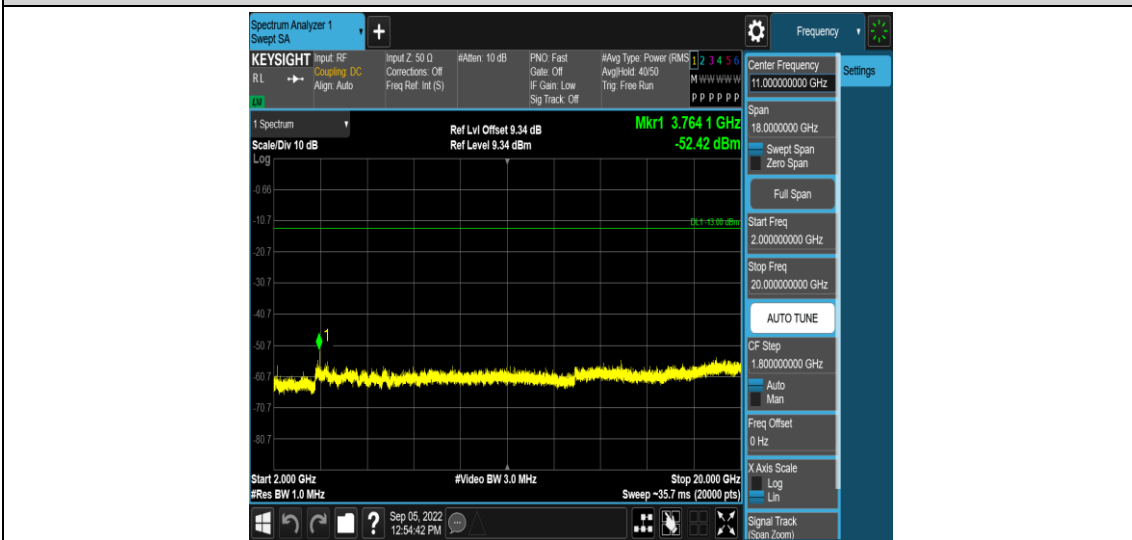 Spectrum Analyzer 1
Swept SA
+
Frequency
KEYSIGHT
RL
LNI
Input: RF
Coupling: DC
Align: Auto
Input Z: 50 Ω
Corrections: Off
Freq Ref: Int (S)
#Atten: 10 dB
PNO: Fast
Gate: Off
IF Gain: Low
Sig Track: Off
#Avg Type: Power (RMS
Avg|Hold: 40/50
Trig: Free Run
1 2 3 4 5 6
M W W W W W
P P P P P P
1 Spectrum
Scale/Div 10 dB
Log
Ref Lvl Offset 9.34 dB
Ref Level 9.34 dBm
Mkr1 3.764 1 GHz
-52.42 dBm
-0.66
-10.7
DL1 -13.00 dBm
-20.7
-30.7
-40.7
1
-50.7
-60.7
-70.7
-80.7
Start 2.000 GHz
#Video BW 3.0 MHz
Stop 20.000 GHz
#Res BW 1.0 MHz
Sweep ~35.7 ms (20000 pts)
?
Sep 05, 2022
12:54:42 PM
Center Frequency
11.000000000 GHz
Settings
Span
18.0000000 GHz
Swept Span
Zero Span
Full Span
Start Freq
2.000000000 GHz
Stop Freq
20.000000000 GHz
AUTO TUNE
CF Step
1.800000000 GHz
Auto
Man
Freq Offset
0 Hz
X Axis Scale
Log
Lin
Signal Track
(Span Zoom)